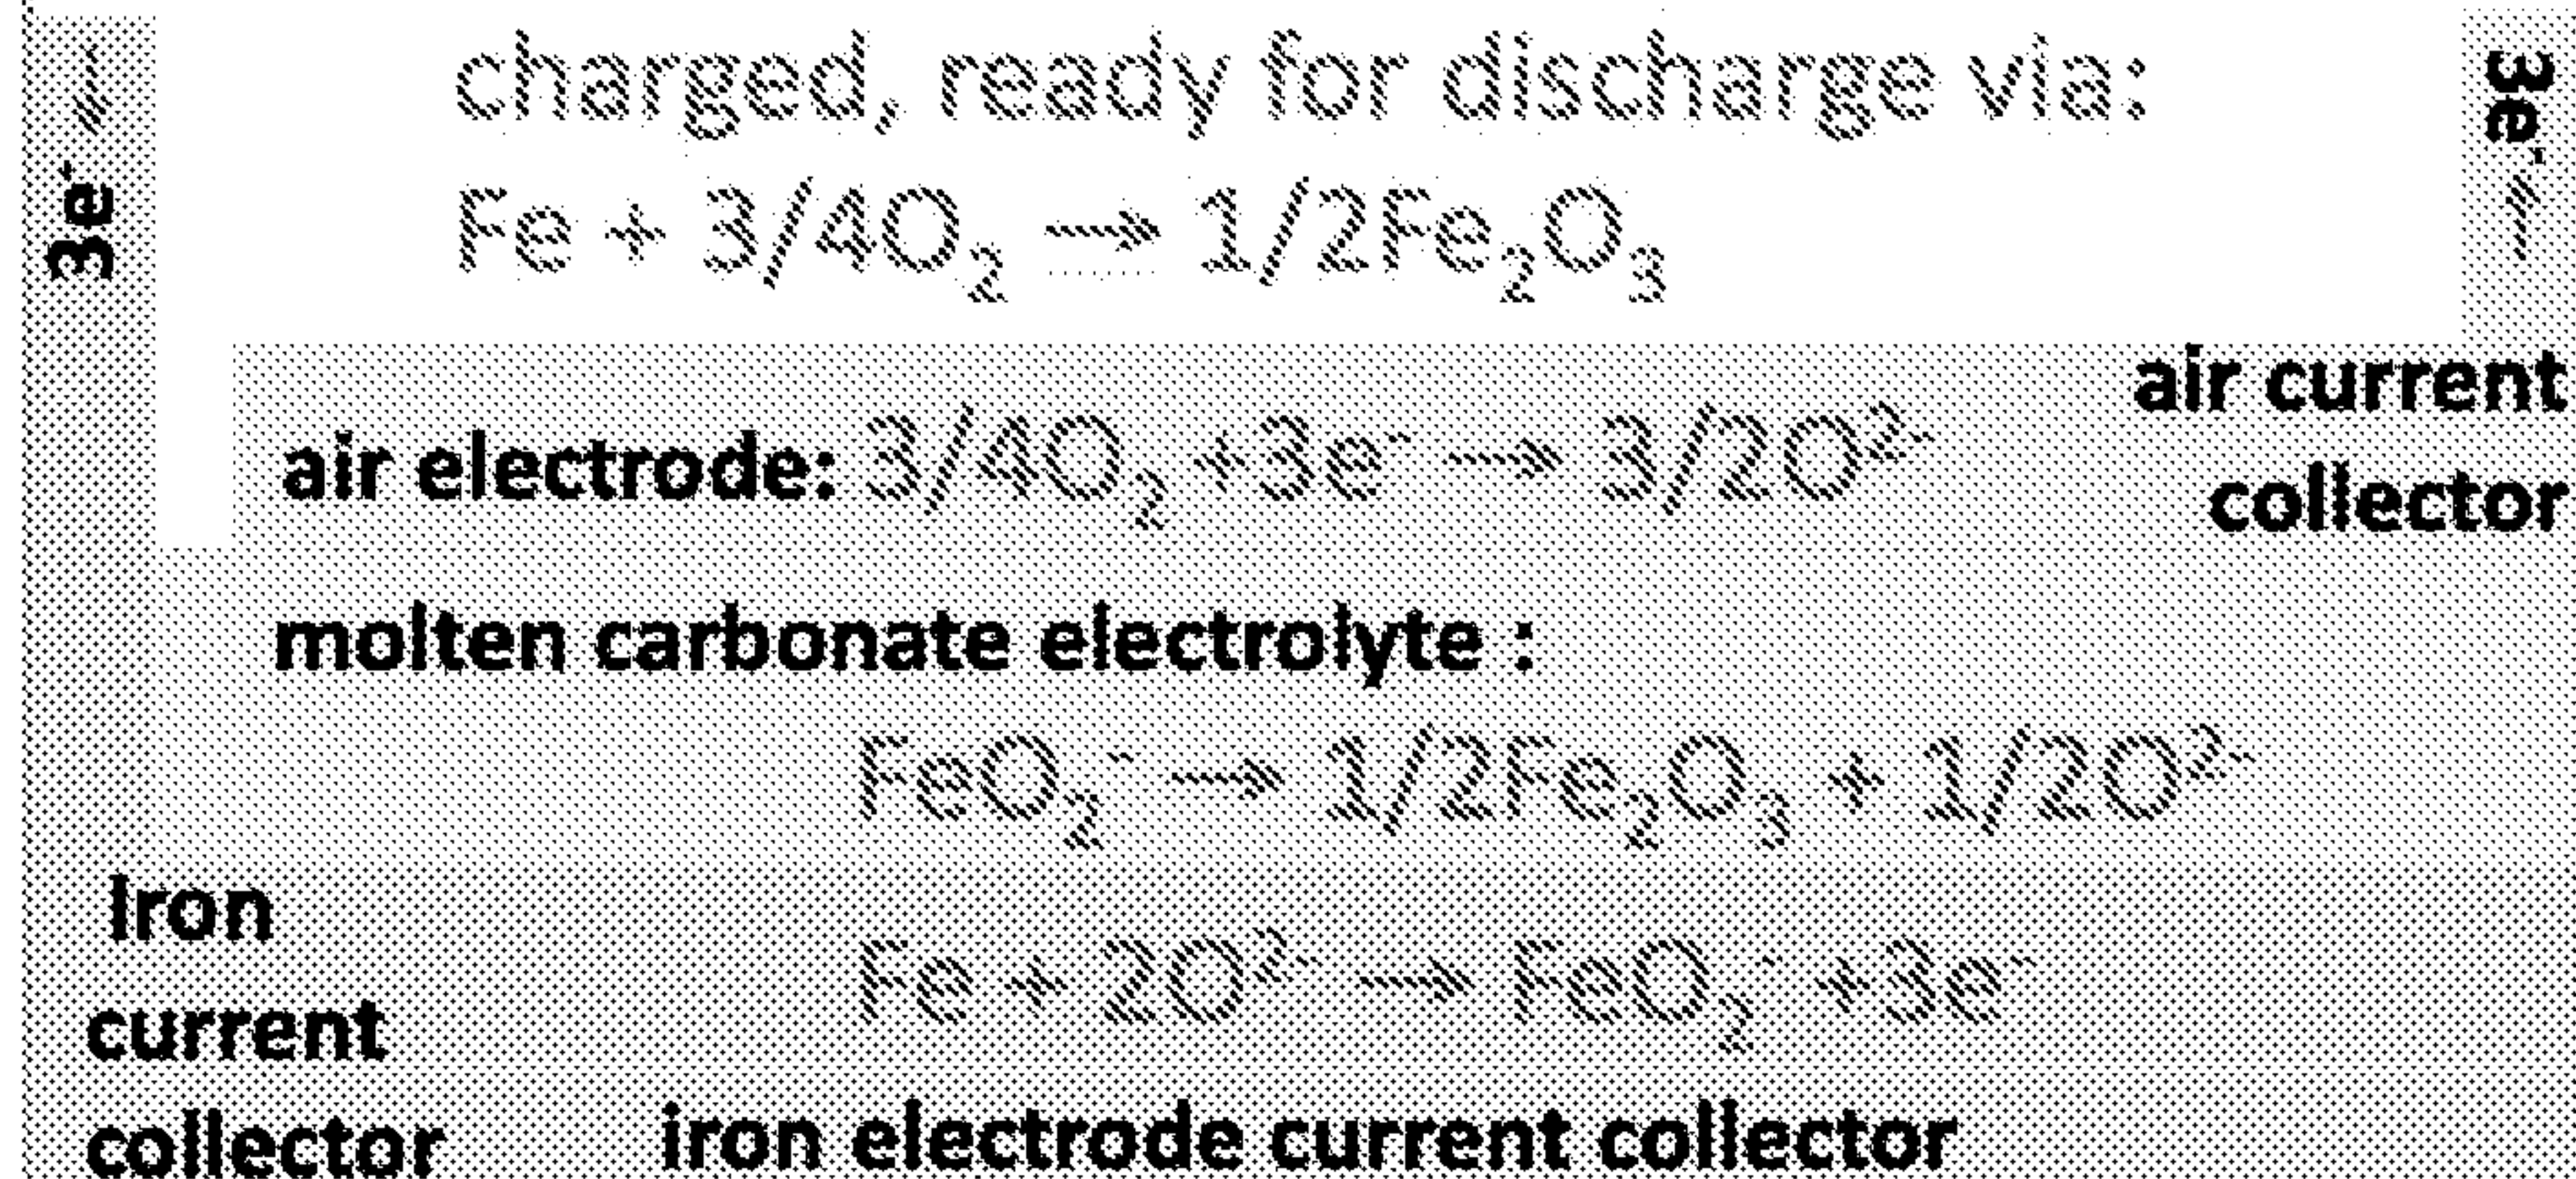 3e⁻ →
charged, ready for discharge via:
3e⁻ →
Fe + 3/4O₂ → 1/2Fe₂O₃
air current
collector
air electrode: 3/4O₂ +3e⁻ → 3/2O²⁻
molten carbonate electrolyte :
FeO₂⁻ → 1/2Fe₂O₃ + 1/2O²⁻
Iron
current
collector
Fe + 2O²⁻ → FeO₂⁻ +3e⁻
iron electrode current collector